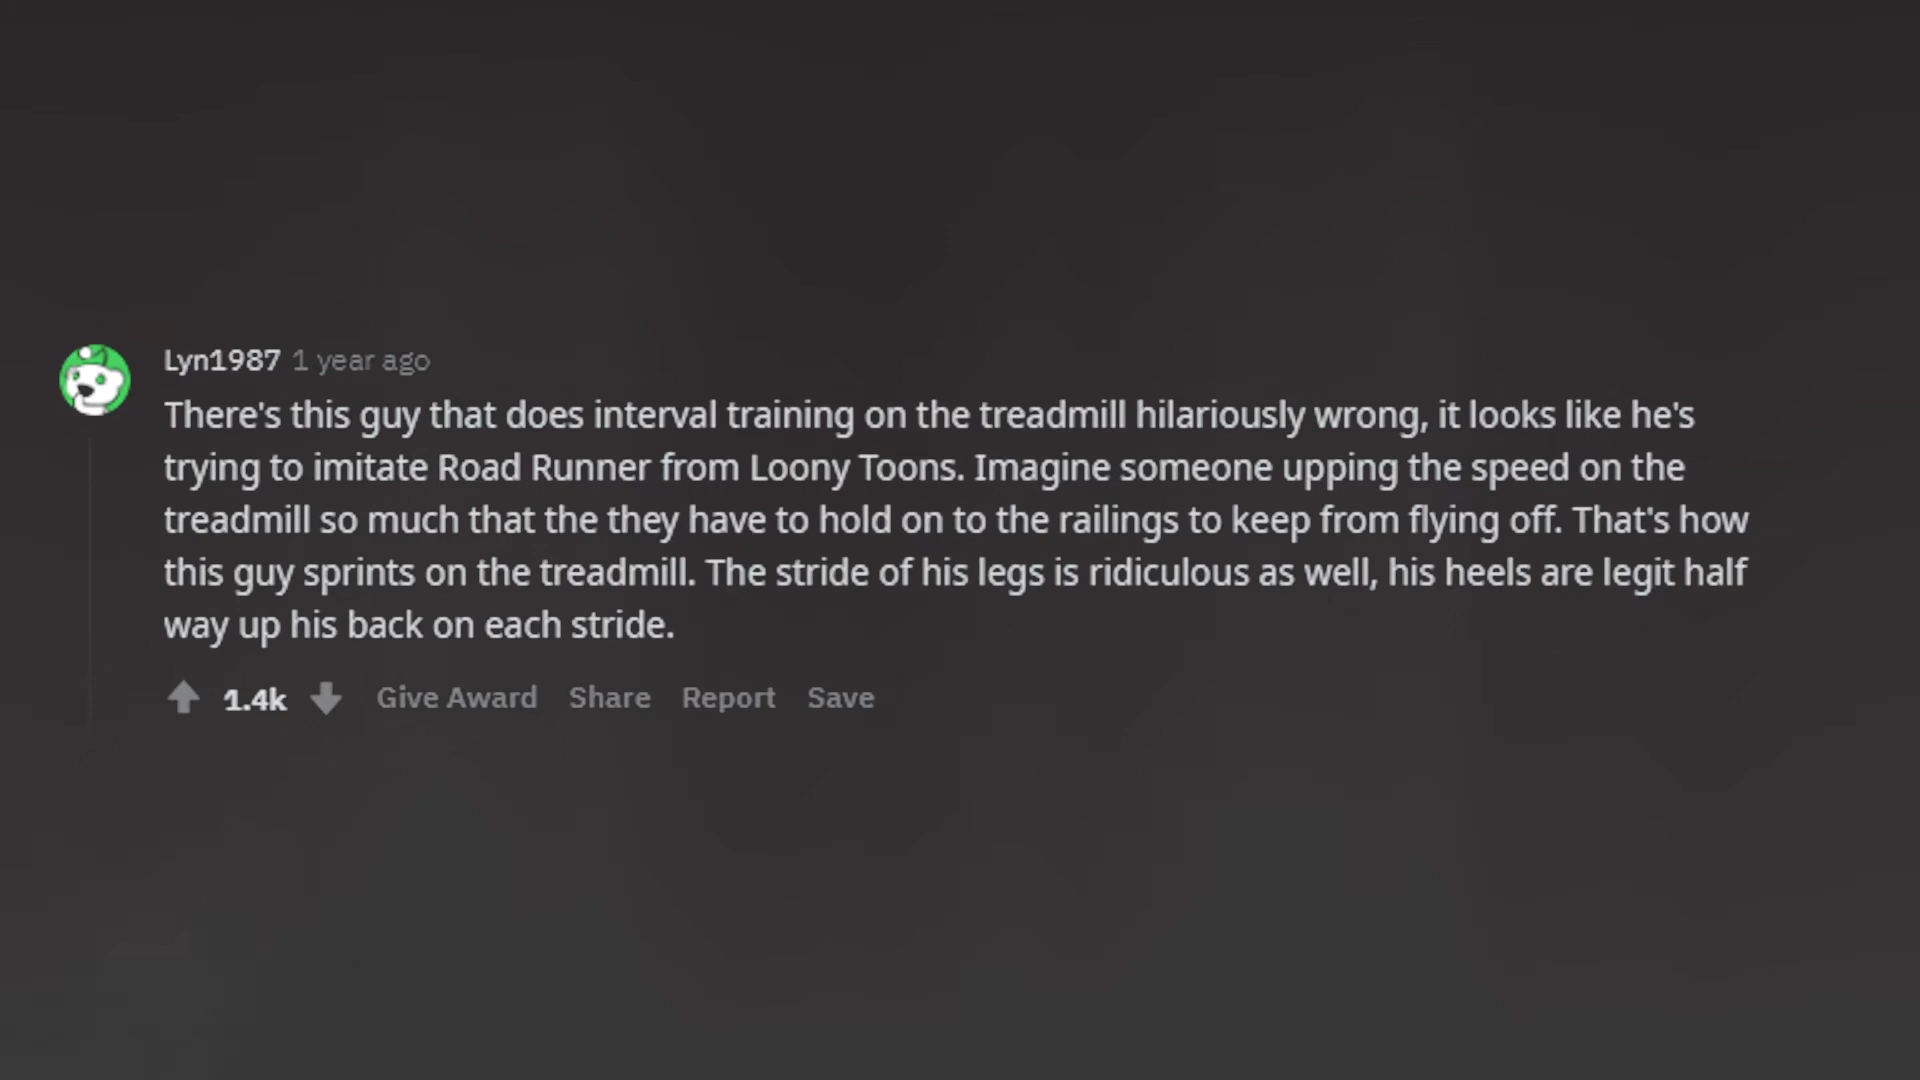 Lyn1987 1 year ago
There's this guy that does interval training on the treadmill hilariously wrong, it looks like he's
trying to imitate Road Runner from Loony Toons. Imagine someone upping the speed on the
treadmill so much that the they have to hold on to the railings to keep from flying off. That's how
this guy sprints on the treadmill. The stride of his legs is ridiculous as well, his heels are legit half
way up his back on each stride.
1.4k Give Award Share Report Save